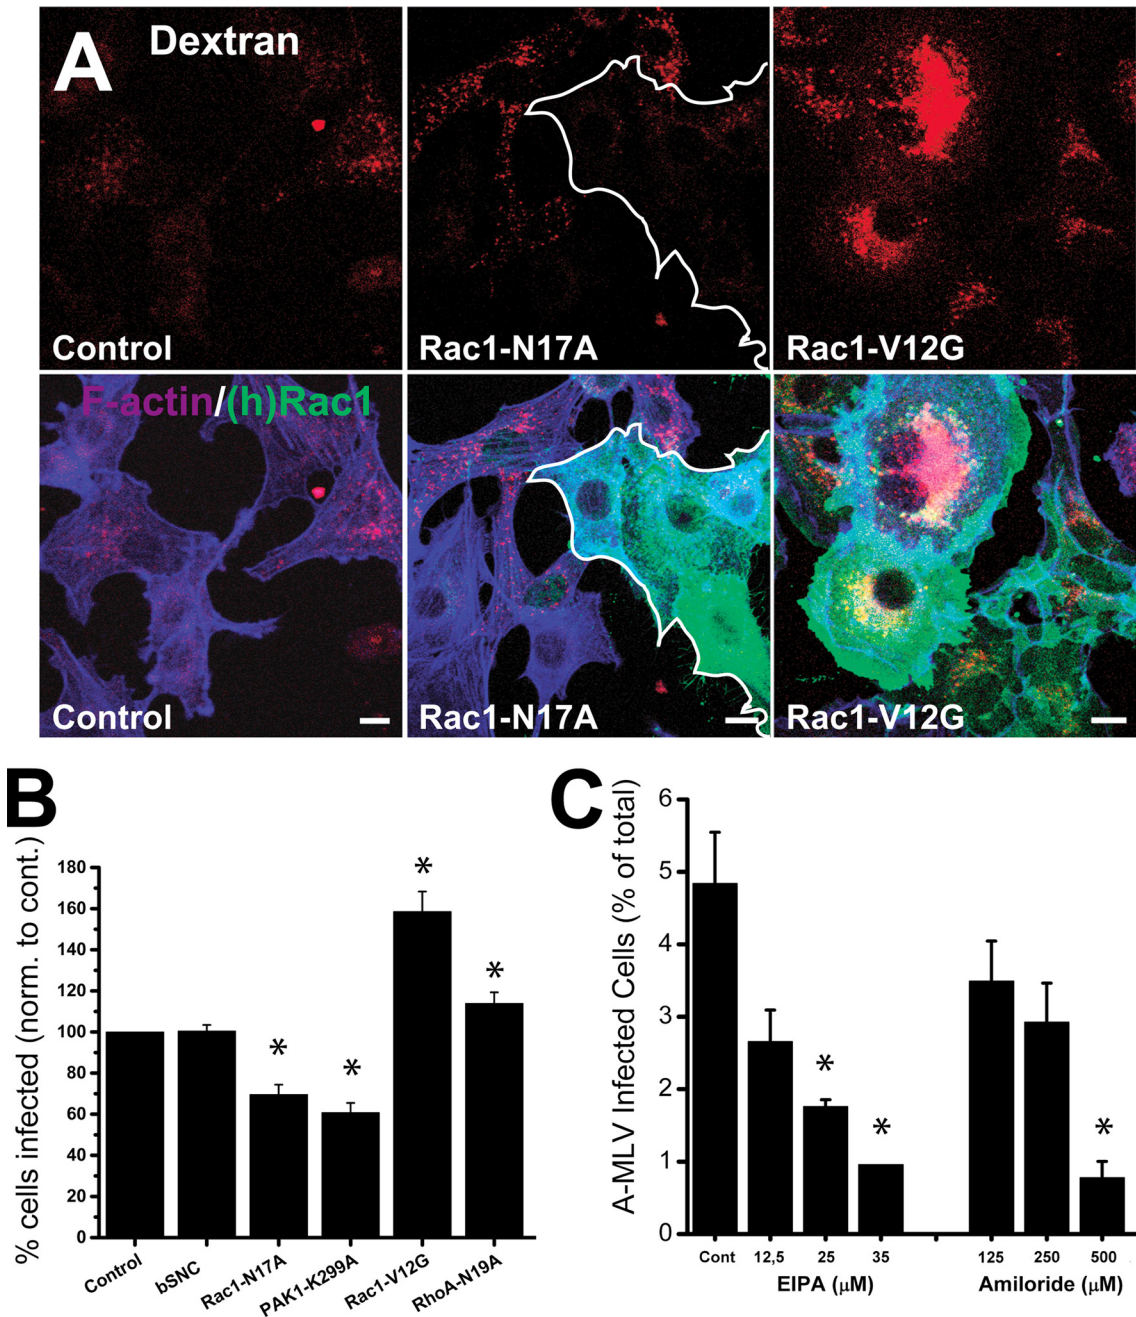 A
Dextran
Control
Rac1-N17A
Rac1-V12G
F-actin/(h)Rac1
Control
Rac1-N17A
Rac1-V12G
B
% cells infected (norm. to cont.)
180
160
140
120
100
80
60
40
20
0
*
*
*
*
Control
bSNC
Rac1-N17A
PAK1-K299A
Rac1-V12G
RhoA-N19A
C
A-MLV Infected Cells (% of total)
6
5
4
3
2
1
0
*
*
*
Cont
12,5
25
35
125
250
500
EIPA (μM)
Amiloride (μM)